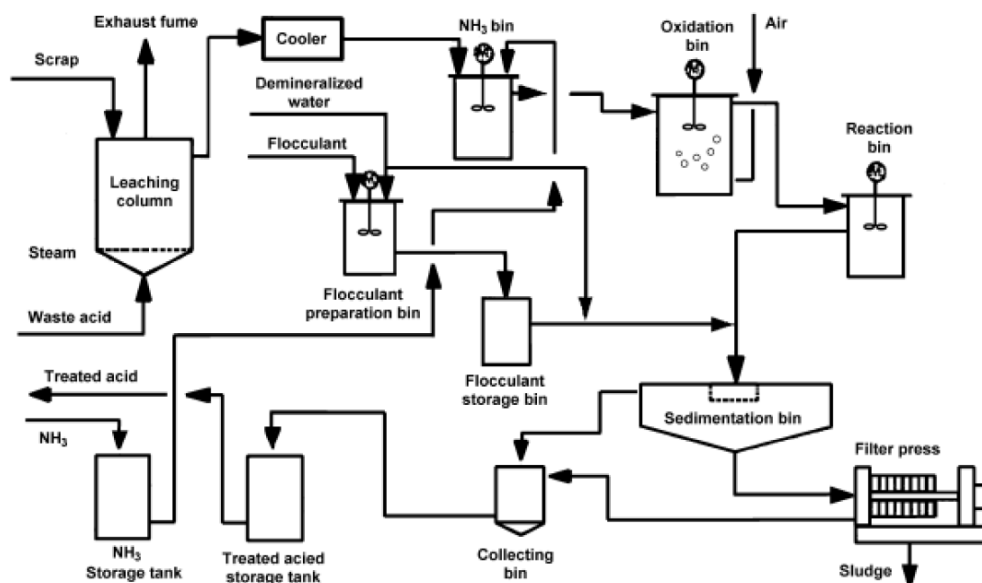 Exhaust fume
Scrap
Cooler
NH₃ bin
Oxidation
bin
Air
Demineralized
water
Flocculant
Reaction
bin
Leaching
column
Steam
Waste acid
Flocculant
preparation bin
Flocculant
storage bin
Treated acid
NH₃
Sedimentation bin
Filter press
NH₃
Storage tank
Treated acied
storage tank
Collecting
bin
Sludge
M
M
M
M